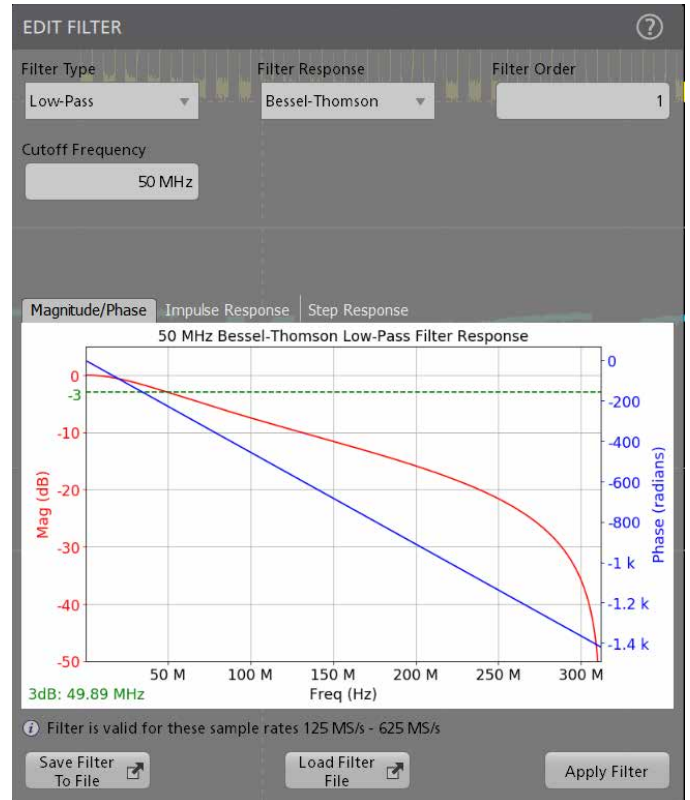 EDIT FILTER
?
Filter Type Filter Response Filter Order
Low-Pass Bessel-Thomson 1
Cutoff Frequency
50 MHz
Magnitude/Phase Impulse Response Step Response
50 MHz Bessel-Thomson Low-Pass Filter Response
0
-3
-10
-20
-30
-40
-50
Mag (dB)
0
-200
-400
-600
-800
-1 k
-1.2 k
-1.4 k
Phase (radians)
50 M 100 M 150 M 200 M 250 M 300 M
3dB: 49.89 MHz Freq (Hz)
i Filter is valid for these sample rates 125 MS/s - 625 MS/s
Save Filter
To File
Load Filter
File
Apply Filter